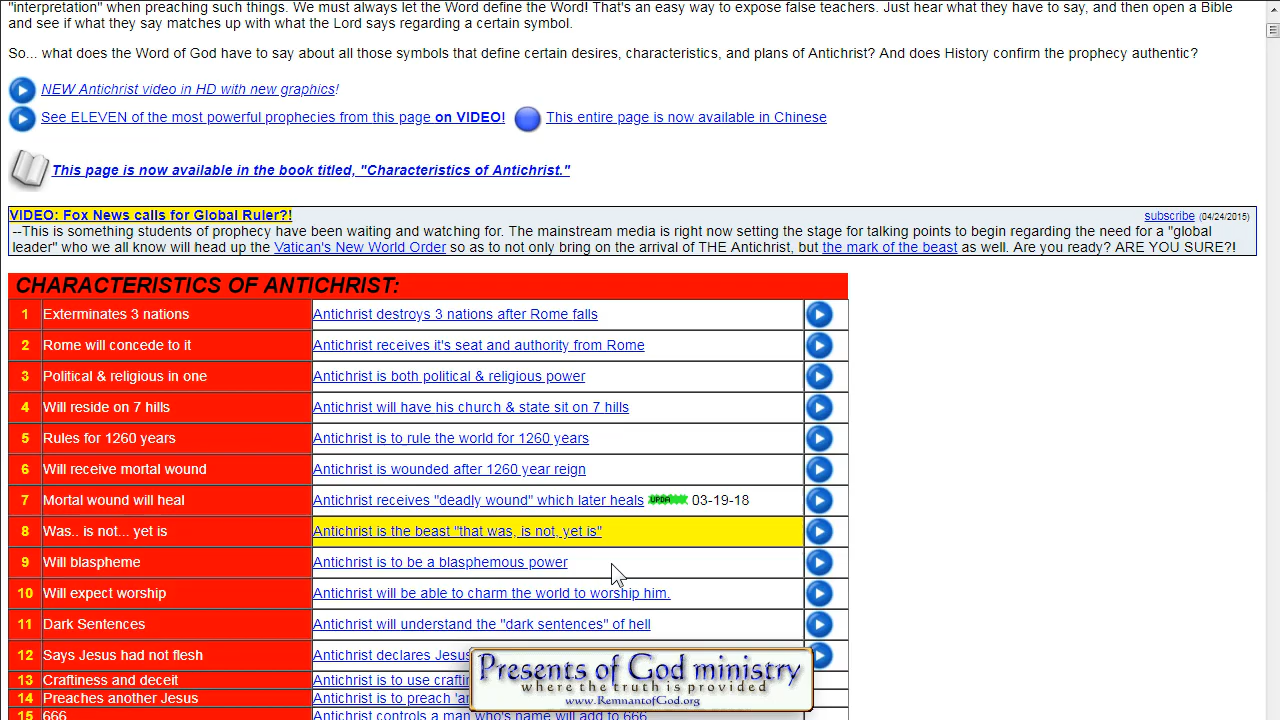 "interpretation" when preaching such things. We must always let the Word define the Word! That's an easy way to expose false teachers. Just hear what they have to say, and then open a Bible
and see if what they say matches up with what the Lord says regarding a certain symbol.
So... what does the Word of God have to say about all those symbols that define certain desires, characteristics, and plans of Antichrist? And does History confirm the prophecy authentic?
NEW Antichrist video in HD with new graphics!
See ELEVEN of the most powerful prophecies from this page on VIDEO! This entire page is now available in Chinese
This page is now available in the book titled, "Characteristics of Antichrist."
VIDEO: Fox News calls for Global Ruler?! subscribe (04/24/2015)
--This is something students of prophecy have been waiting and watching for. The mainstream media is right now setting the stage for talking points to begin regarding the need for a "global
leader" who we all know will head up the Vatican's New World Order so as to not only bring on the arrival of THE Antichrist, but the mark of the beast as well. Are you ready? ARE YOU SURE?!
CHARACTERISTICS OF ANTICHRIST:
1 Exterminates 3 nations Antichrist destroys 3 nations after Rome falls
2 Rome will concede to it Antichrist receives it's seat and authority from Rome
3 Political & religious in one Antichrist is both political & religious power
4 Will reside on 7 hills Antichrist will have his church & state sit on 7 hills
5 Rules for 1260 years Antichrist is to rule the world for 1260 years
6 Will receive mortal wound Antichrist is wounded after 1260 year reign
7 Mortal wound will heal Antichrist receives "deadly wound" which later heals UPDA 03-19-18
8 Was.. is not... yet is Antichrist is the beast "that was, is not, yet is"
9 Will blaspheme Antichrist is to be a blasphemous power
10 Will expect worship Antichrist will be able to charm the world to worship him.
11 Dark Sentences Antichrist will understand the "dark sentences" of hell
12 Says Jesus had not flesh Antichrist declares Jesus
13 Craftiness and deceit Antichrist is to use
14 Preaches another Jesus Antichrist is to preach
15 666 Antichrist controls a man who's name will add to 666
Presents of God ministry
where the truth is provided
www.RemnantofGod.org